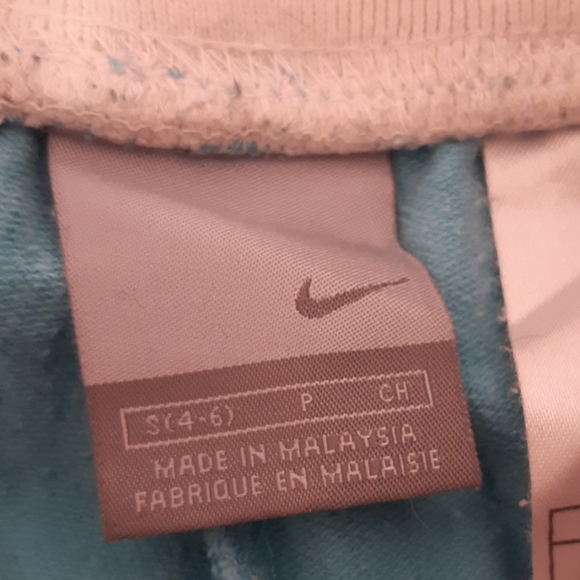 S(4-6) P CH
MADE IN MALAYSIA
FABRIQUE EN MALAISIE